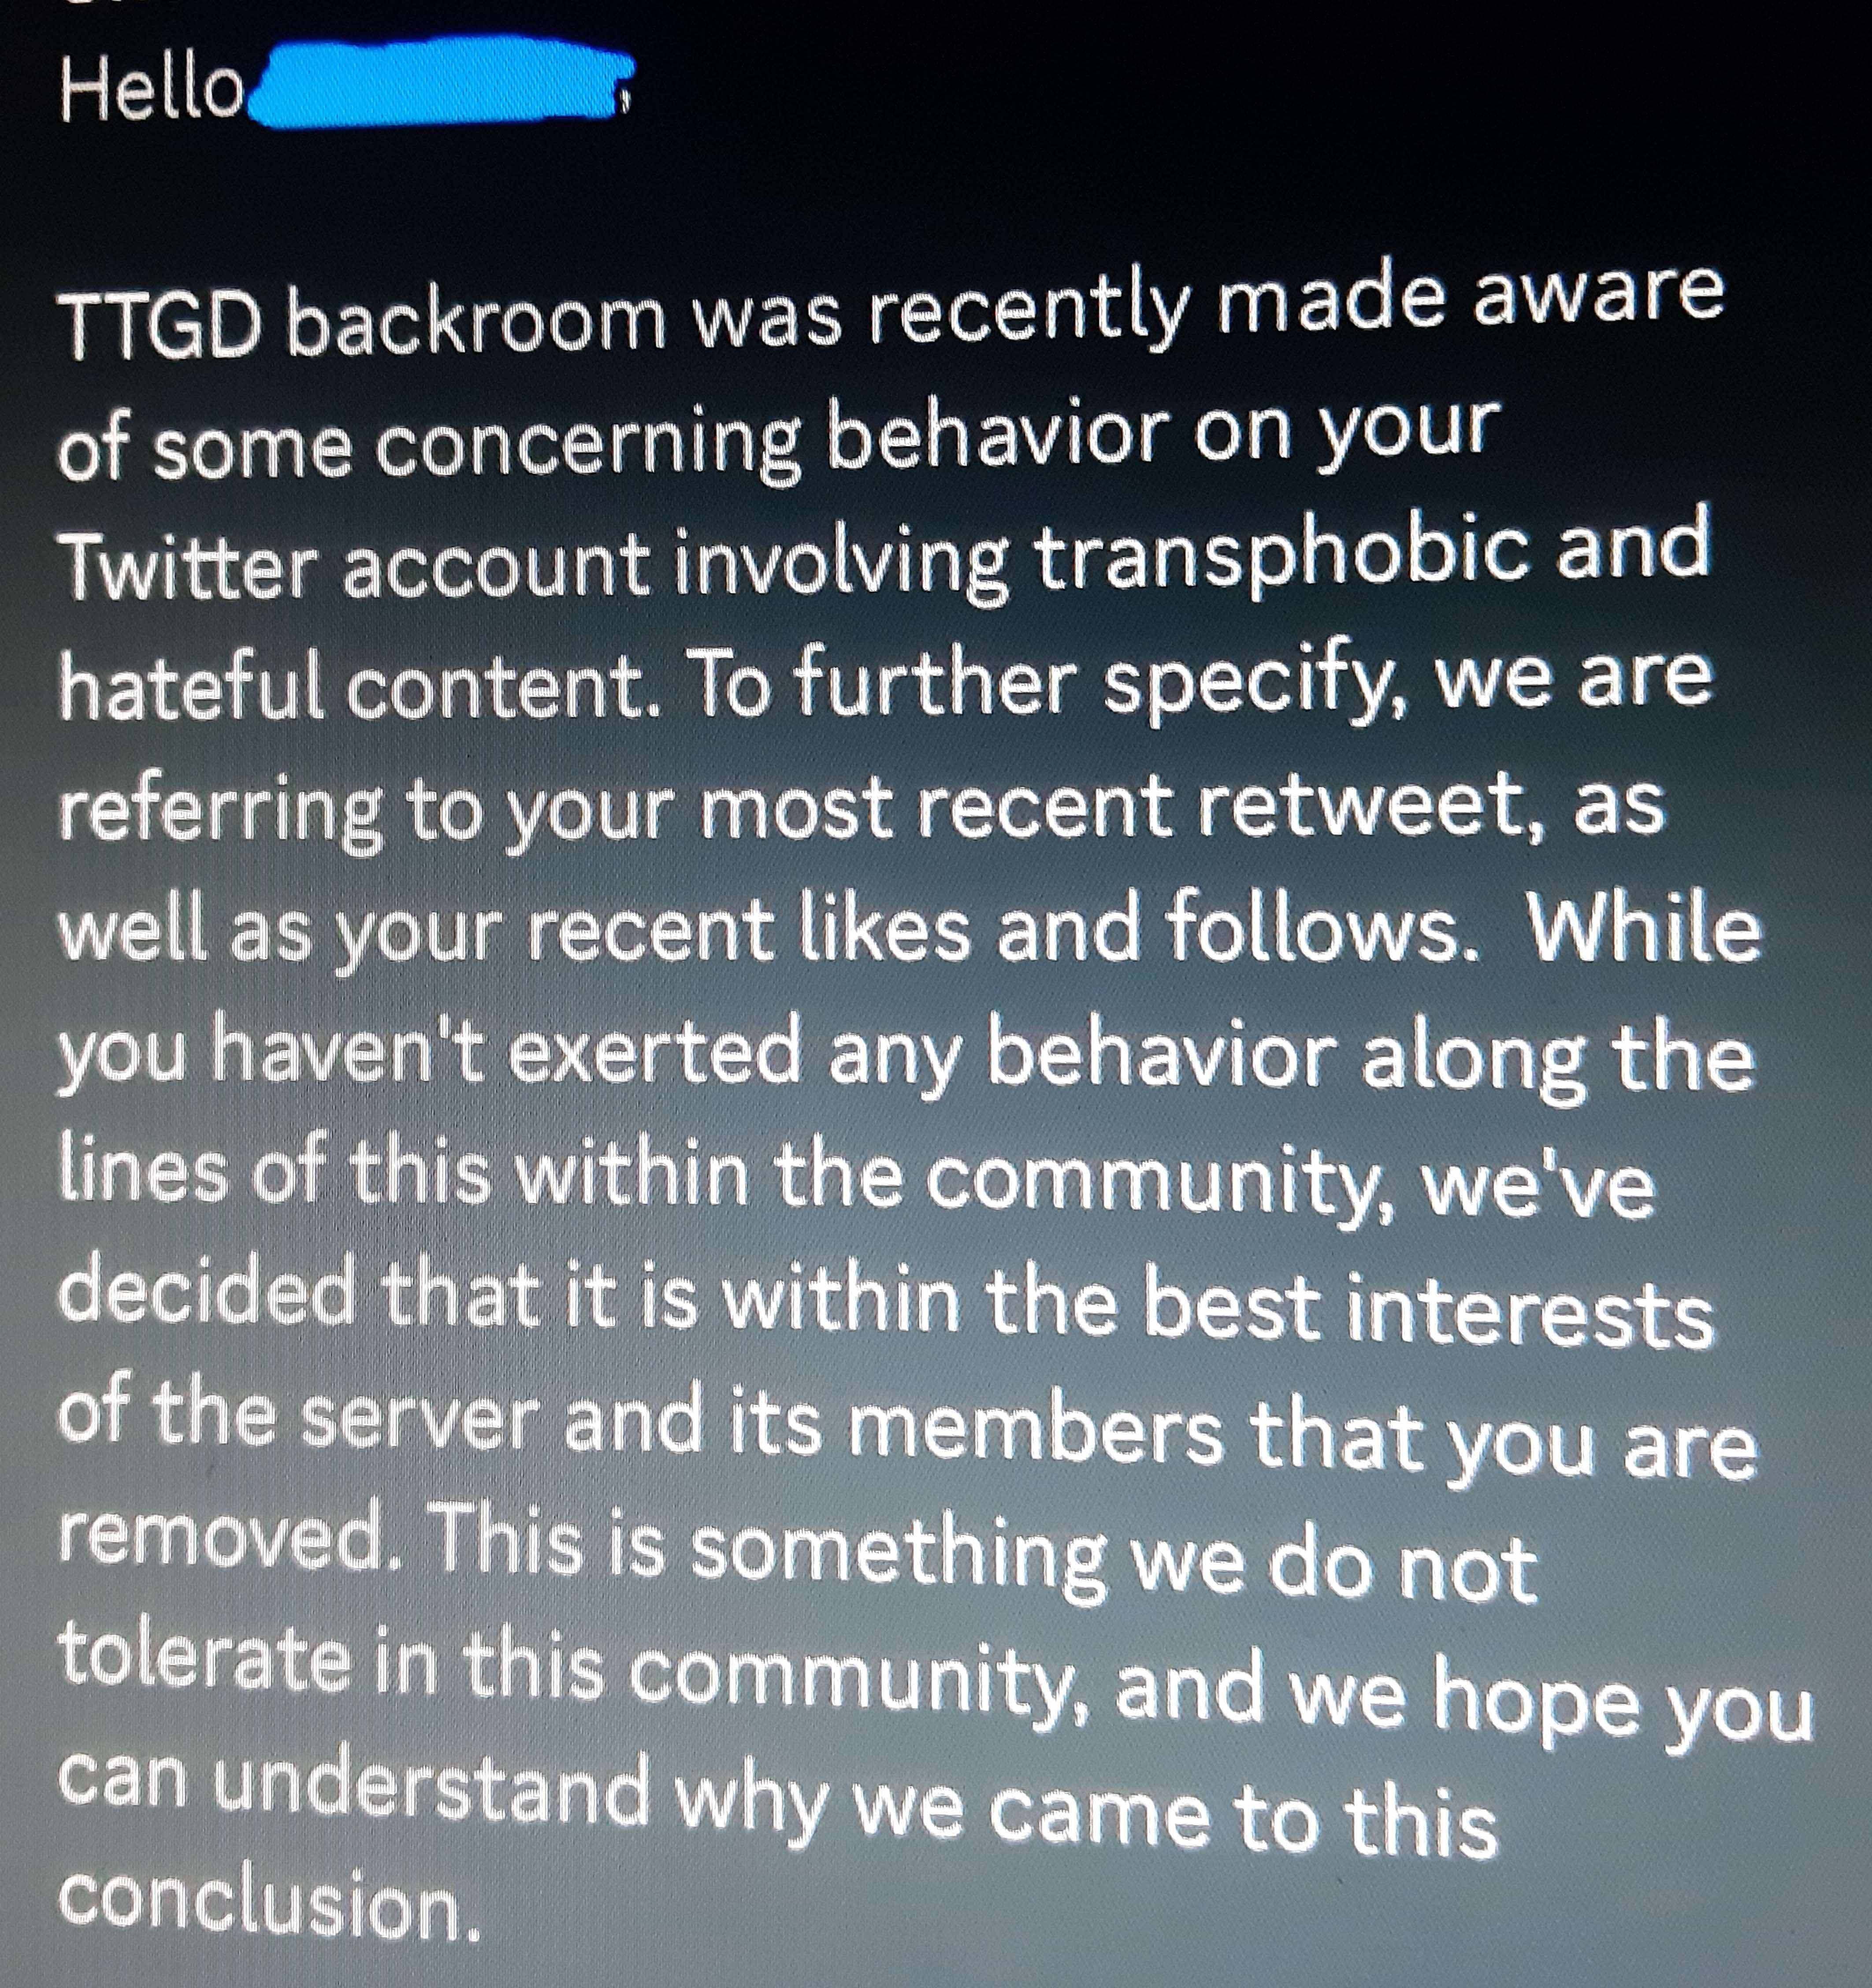 Hello ,
TTGD backroom was recently made aware
of some concerning behavior on your
Twitter account involving transphobic and
hateful content. To further specify, we are
referring to your most recent retweet, as
well as your recent likes and follows.  While
you haven't exerted any behavior along the
lines of this within the community, we've
decided that it is within the best interests
of the server and its members that you are
removed. This is something we do not
tolerate in this community, and we hope you
can understand why we came to this
conclusion.